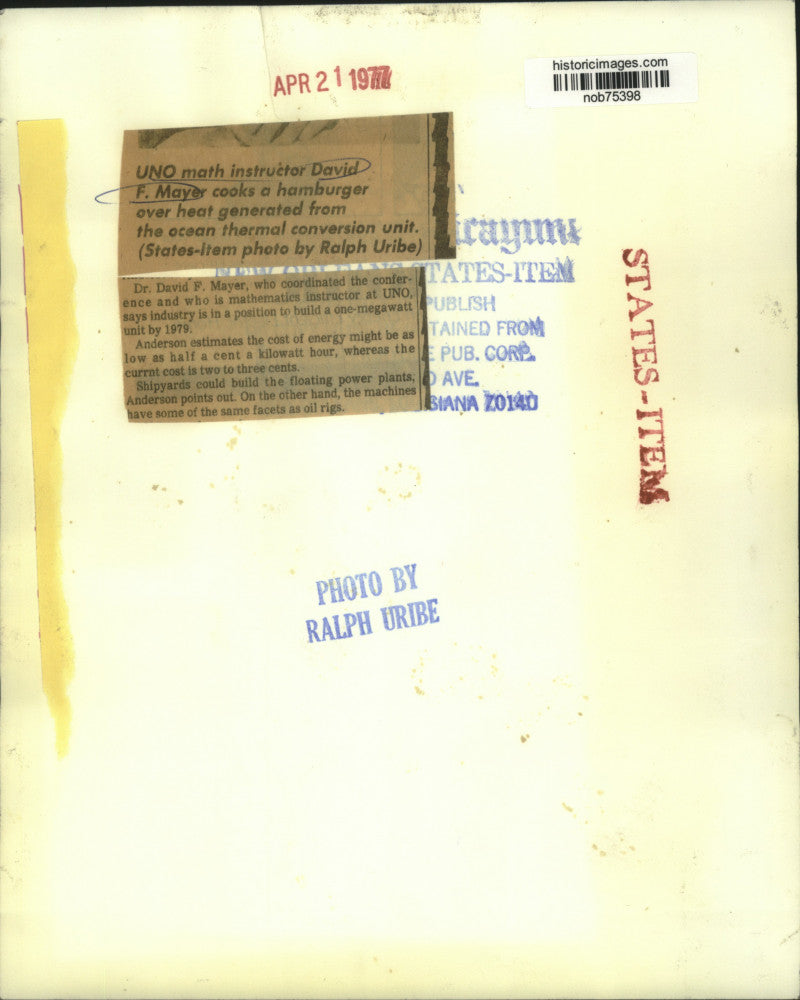 APR 21 1977
historicimages.com
nob75398
UNO math instructor David
F. Mayer cooks a hamburger
over heat generated from
the ocean thermal conversion unit.
(States-Item photo by Ralph Uribe)
Dr. David F. Mayer, who coordinated the confer-
ence and who is mathematics instructor at UNO,
says industry is in a position to build a one-megawatt
unit by 1979.
Anderson estimates the cost of energy might be as
low as half a cent a kilowatt hour, whereas the
currnt cost is two to three cents.
Shipyards could build the floating power plants,
Anderson points out. On the other hand, the machines
have some of the same facets as oil rigs.
icayune
NEW ORLEANS STATES-ITEM
PUBLISH
TAINED FROM
E PUB. CORP.
D AVE.
SIANA 70140
STATES-ITEM
PHOTO BY
RALPH URIBE